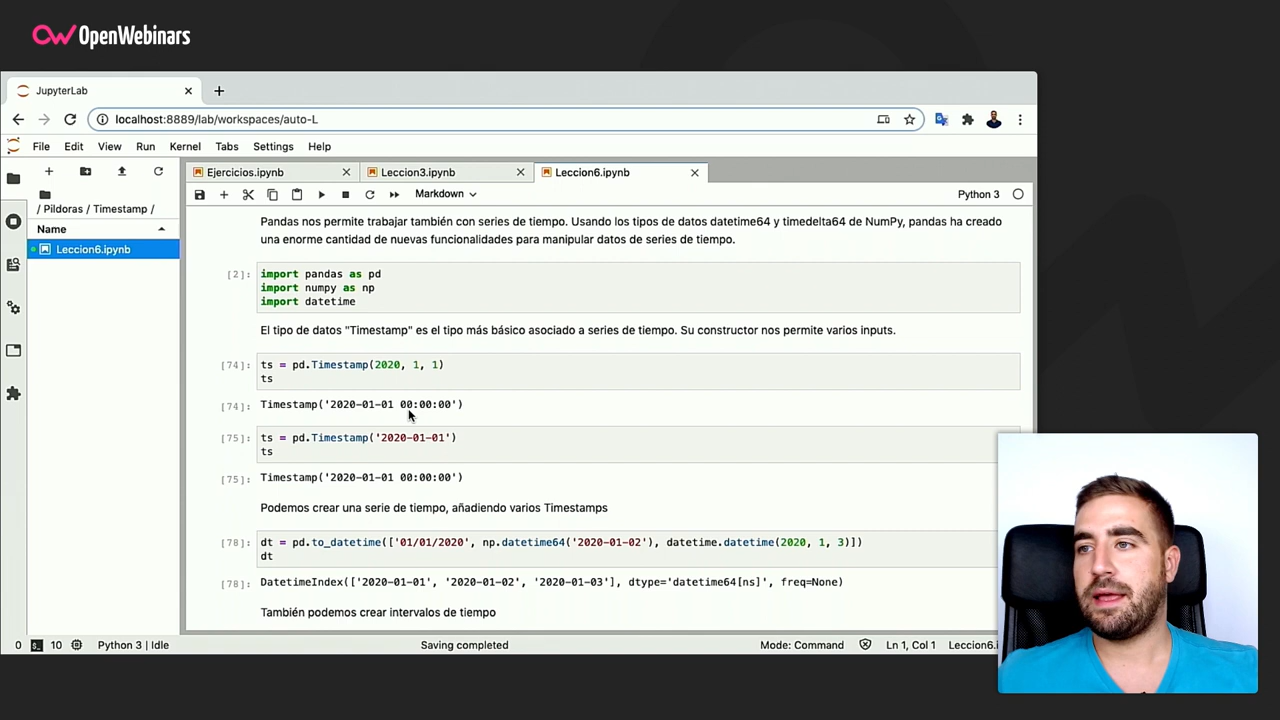 OpenWebinars
JupyterLab
localhost:8889/lab/workspaces/auto-L
File Edit View Run Kernel Tabs Settings Help
Ejercicios.ipynb
Leccion3.ipynb
Leccion6.ipynb
Markdown
Python 3
/ Pildoras / Timestamp /
Name
Leccion6.ipynb
Pandas nos permite trabajar también con series de tiempo. Usando los tipos de datos datetime64 y timedelta64 de NumPy, pandas ha creado
una enorme cantidad de nuevas funcionalidades para manipular datos de series de tiempo.
[2]: import pandas as pd
import numpy as np
import datetime
El tipo de datos "Timestamp" es el tipo más básico asociado a series de tiempo. Su constructor nos permite varios inputs.
[74]: ts = pd.Timestamp(2020, 1, 1)
ts
[74]: Timestamp('2020-01-01 00:00:00')
[75]: ts = pd.Timestamp('2020-01-01')
ts
[75]: Timestamp('2020-01-01 00:00:00')
Podemos crear una serie de tiempo, añadiendo varios Timestamps
[78]: dt = pd.to_datetime(['01/01/2020', np.datetime64('2020-01-02'), datetime.datetime(2020, 1, 3)])
dt
[78]: DatetimeIndex(['2020-01-01', '2020-01-02', '2020-01-03'], dtype='datetime64[ns]', freq=None)
También podemos crear intervalos de tiempo
0 10 Python 3 | Idle Saving completed Mode: Command Ln 1, Col 1 Leccion6.i